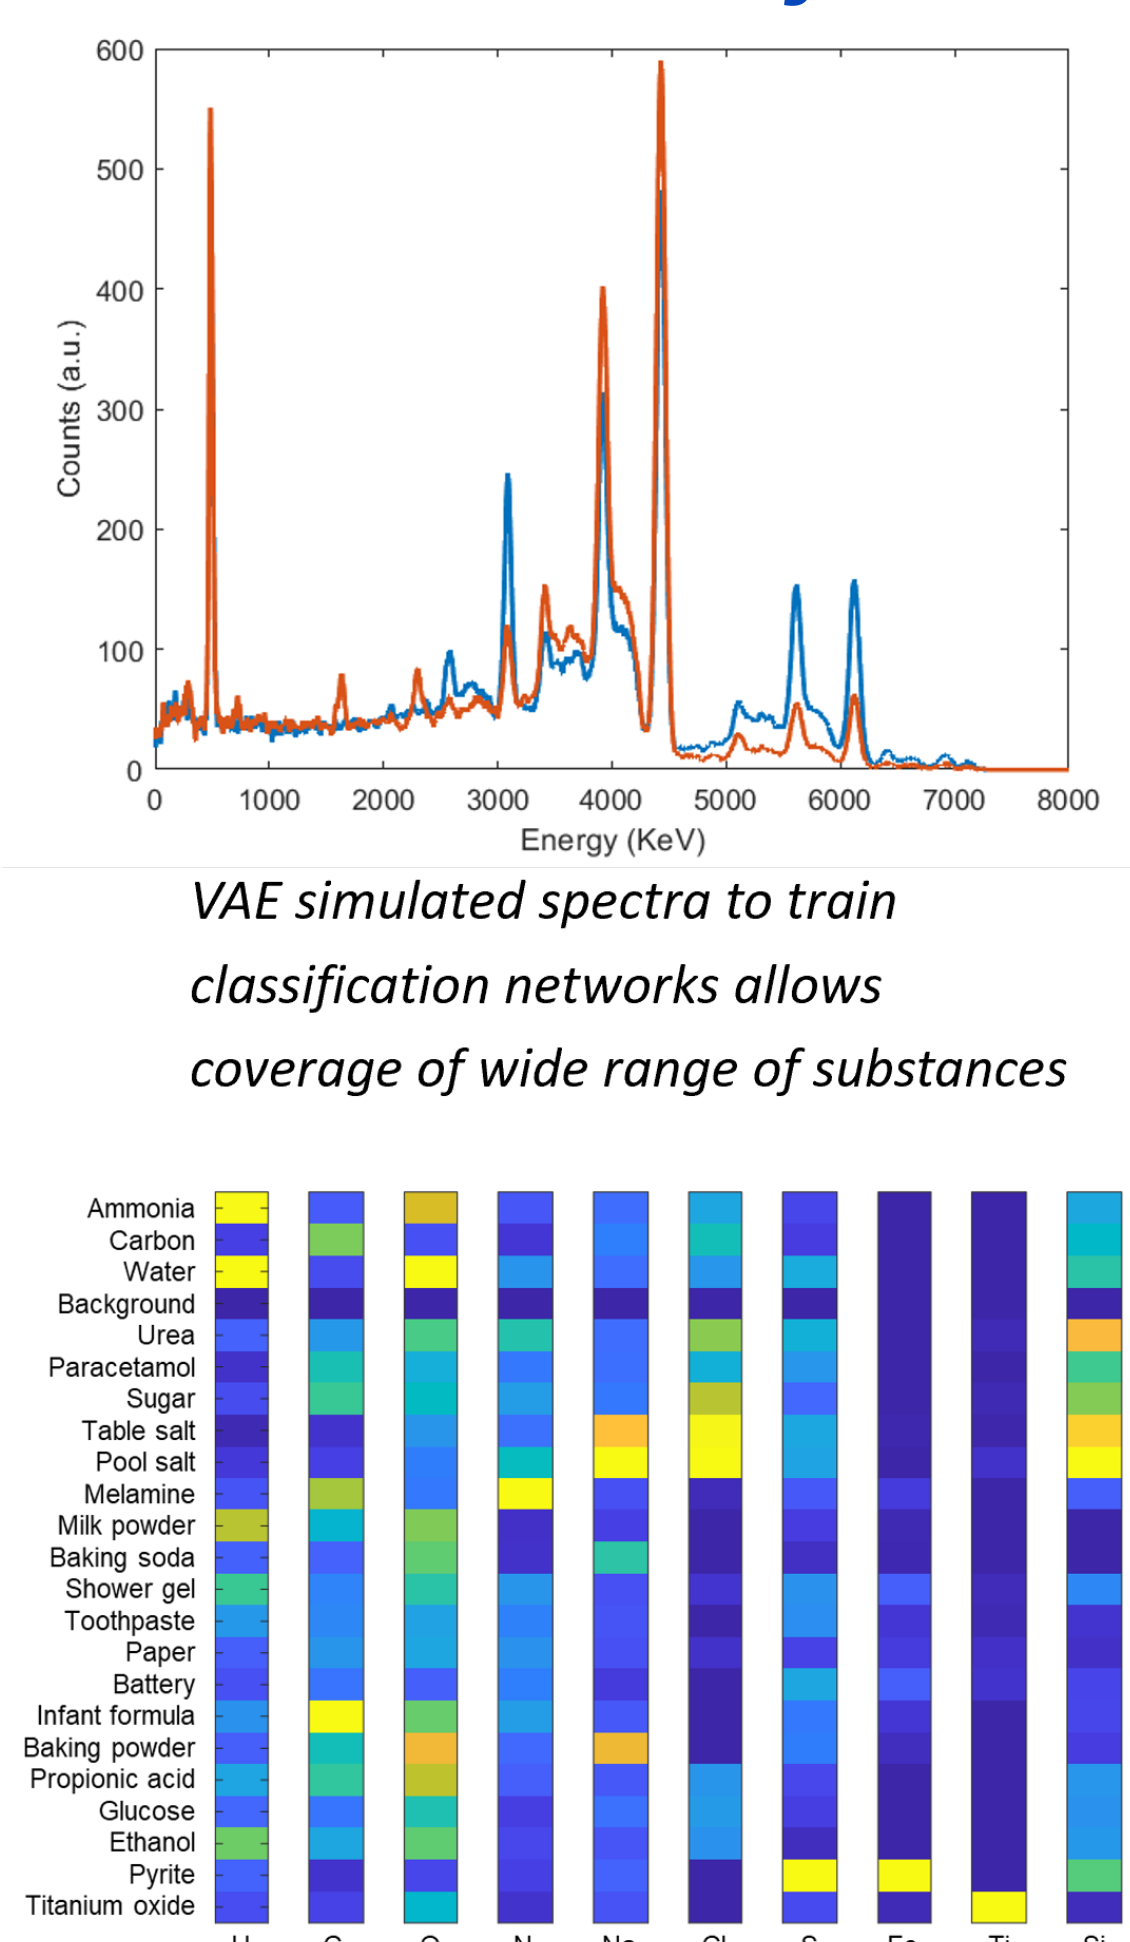 600
500
400
300
200
100
0
Counts (a.u.)
0 1000 2000 3000 4000 5000 6000 7000 8000
Energy (KeV)
VAE simulated spectra to train
classification networks allows
coverage of wide range of substances
Ammonia
Carbon
Water
Background
Urea
Paracetamol
Sugar
Table salt
Pool salt
Melamine
Milk powder
Baking soda
Shower gel
Toothpaste
Paper
Battery
Infant formula
Baking powder
Propionic acid
Glucose
Ethanol
Pyrite
Titanium oxide